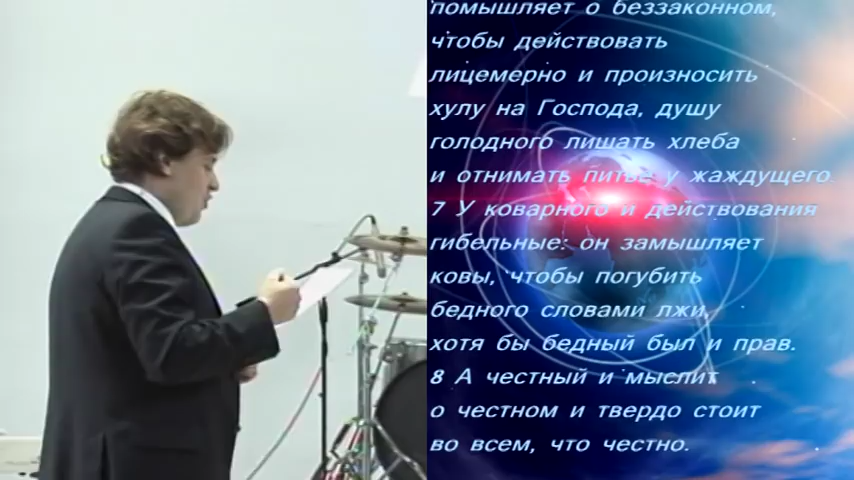 помышляет о беззаконном,
чтобы действовать
лицемерно и произносить
хулу на Господа, душу
голодного лишать хлеба
и отнимать питье у жаждущего.
7 У коварного и действования
гибельные: он замышляет
ковы, чтобы погубить
бедного словами лжи,
хотя бы бедный был и прав.
8 А честный и мыслит
о честном и твердо стоит
во всем, что честно.